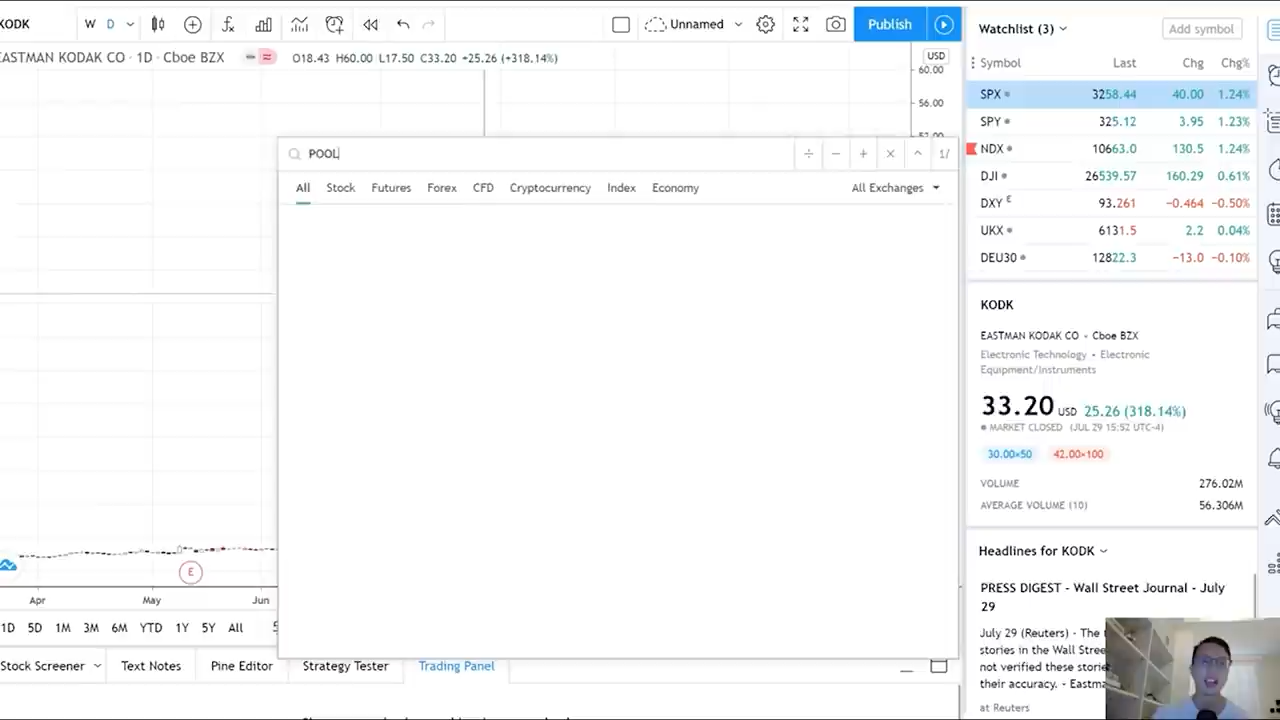 KODK
W
D
Unnamed
Publish
EASTMAN KODAK CO · 1D · Cboe BZX
O18.43 H60.00 L17.50 C33.20 +25.26 (+318.14%)
USD
60.00
56.00
52.00
POOL
÷ − + × ^ 1/
All
Stock
Futures
Forex
CFD
Cryptocurrency
Index
Economy
All Exchanges
E
Apr
May
Jun
1D
5D
1M
3M
6M
YTD
1Y
5Y
All
Stock Screener
Text Notes
Pine Editor
Strategy Tester
Trading Panel
Watchlist (3)
Add symbol
Symbol Last Chg Chg%
SPX 3258.44 40.00 1.24%
SPY 325.12 3.95 1.23%
NDX 10663.0 130.5 1.24%
DJI 26539.57 160.29 0.61%
DXY E 93.261 −0.464 −0.50%
UKX 6131.5 2.2 0.04%
DEU30 12822.3 −13.0 −0.10%
KODK
EASTMAN KODAK CO • Cboe BZX
Electronic Technology • Electronic
Equipment/Instruments
33.20 USD 25.26 (318.14%)
MARKET CLOSED (JUL 29 15:52 UTC-4)
30.00×50 42.00×100
VOLUME 276.02M
AVERAGE VOLUME (10) 56.306M
Headlines for KODK
PRESS DIGEST - Wall Street Journal - July
29
July 29 (Reuters) - The
stories in the Wall
not verified these
their accuracy. -
at Reuters